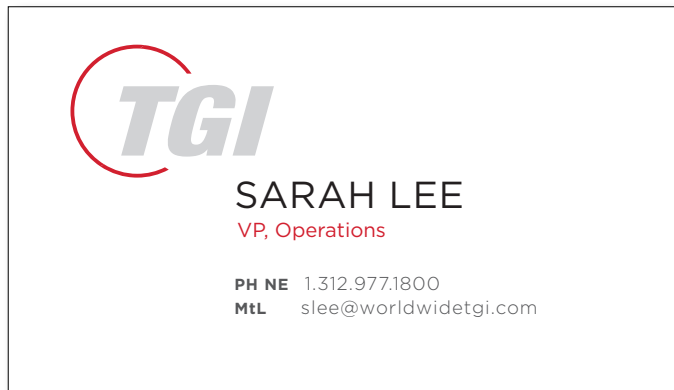 TGI
SARAH LEE
VP, Operations
PH NE 1.312.977.1800
MtL slee@worldwidetgi.com